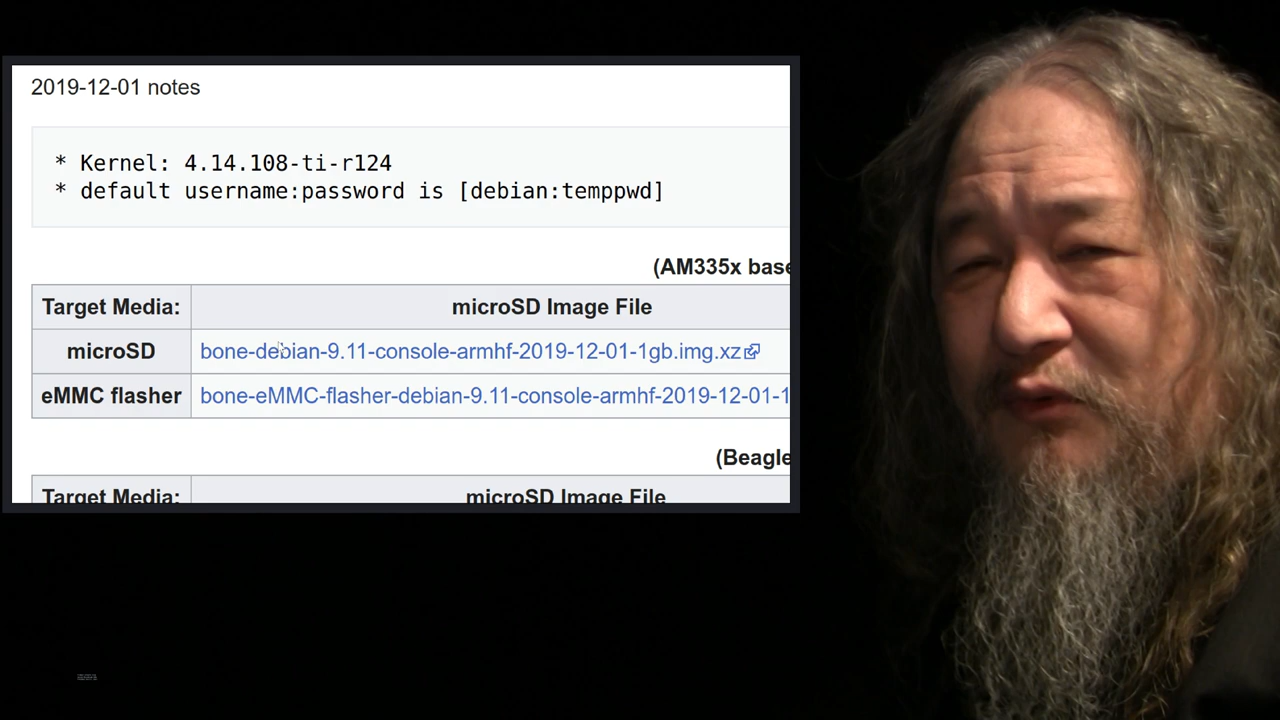 2019-12-01 notes
* Kernel: 4.14.108-ti-r124
* default username:password is [debian:temppwd]
(AM335x base
Target Media: microSD Image File
microSD bone-debian-9.11-console-armhf-2019-12-01-1gb.img.xz
eMMC flasher bone-eMMC-flasher-debian-9.11-console-armhf-2019-12-01-1
(Beagle
Target Media: microSD Image File